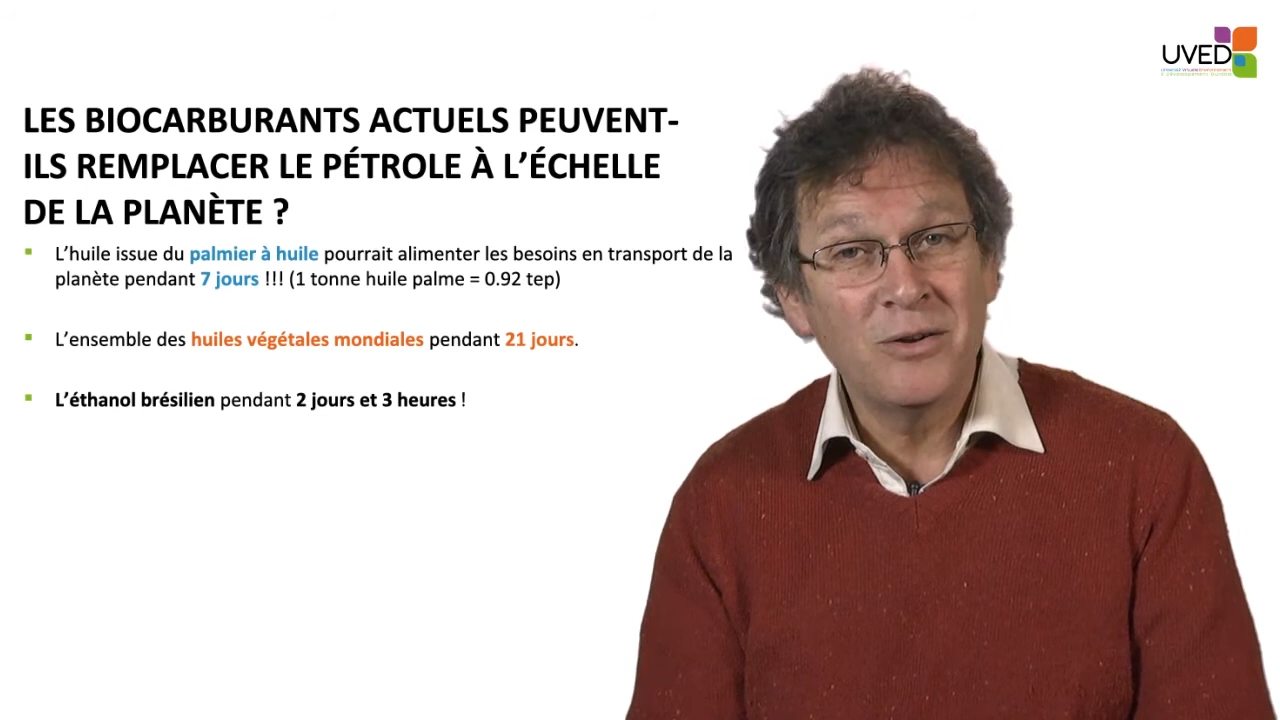 UVED
LES BIOCARBURANTS ACTUELS PEUVENT-
ILS REMPLACER LE PÉTROLE À L’ÉCHELLE
DE LA PLANÈTE ?
L’huile issue du palmier à huile pourrait alimenter les besoins en transport de la
planète pendant 7 jours !!! (1 tonne huile palme = 0.92 tep)
L’ensemble des huiles végétales mondiales pendant 21 jours.
L’éthanol brésilien pendant 2 jours et 3 heures !